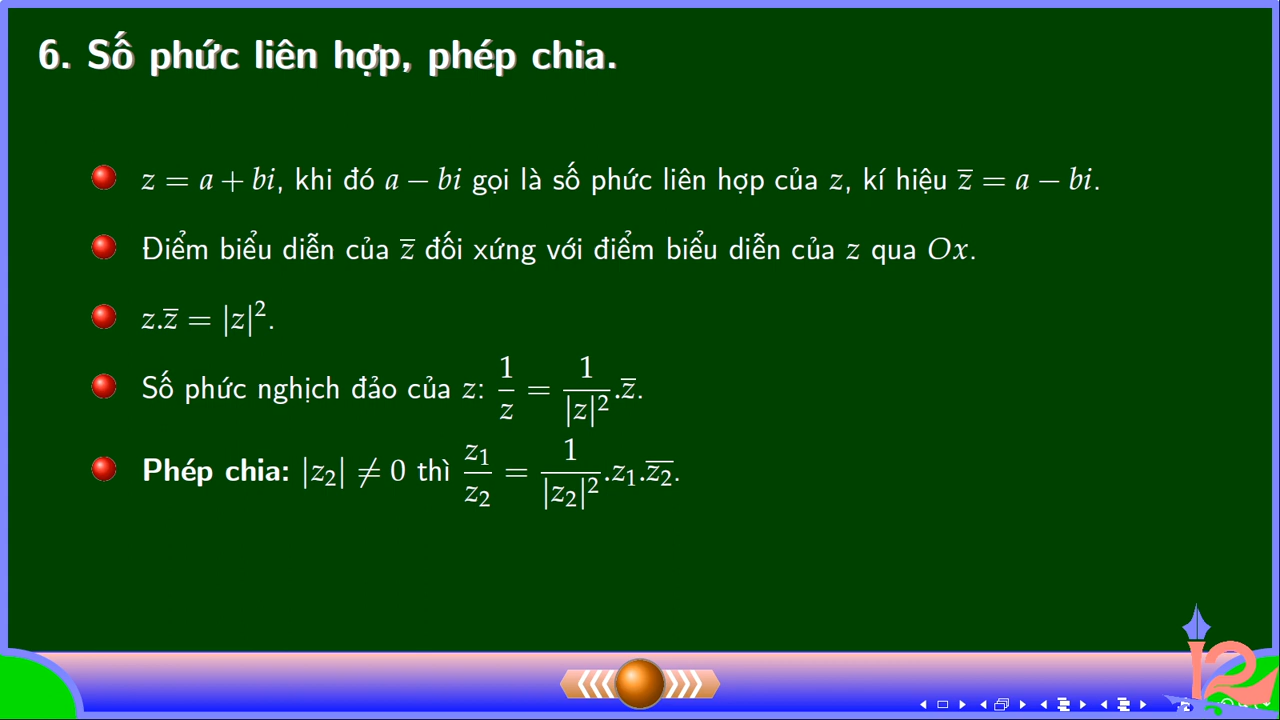 6. Số phức liên hợp, phép chia.
z = a + bi, khi đó a − bi gọi là số phức liên hợp của z, kí hiệu z̅ = a − bi.
Điểm biểu diễn của z̅ đối xứng với điểm biểu diễn của z qua Ox.
z.z̅ = |z|².
Số phức nghịch đảo của z: 1/z = 1/|z|².z̅.
Phép chia: |z₂| ≠ 0 thì z₁/z₂ = 1/|z₂|².z₁.z̅₂.
12